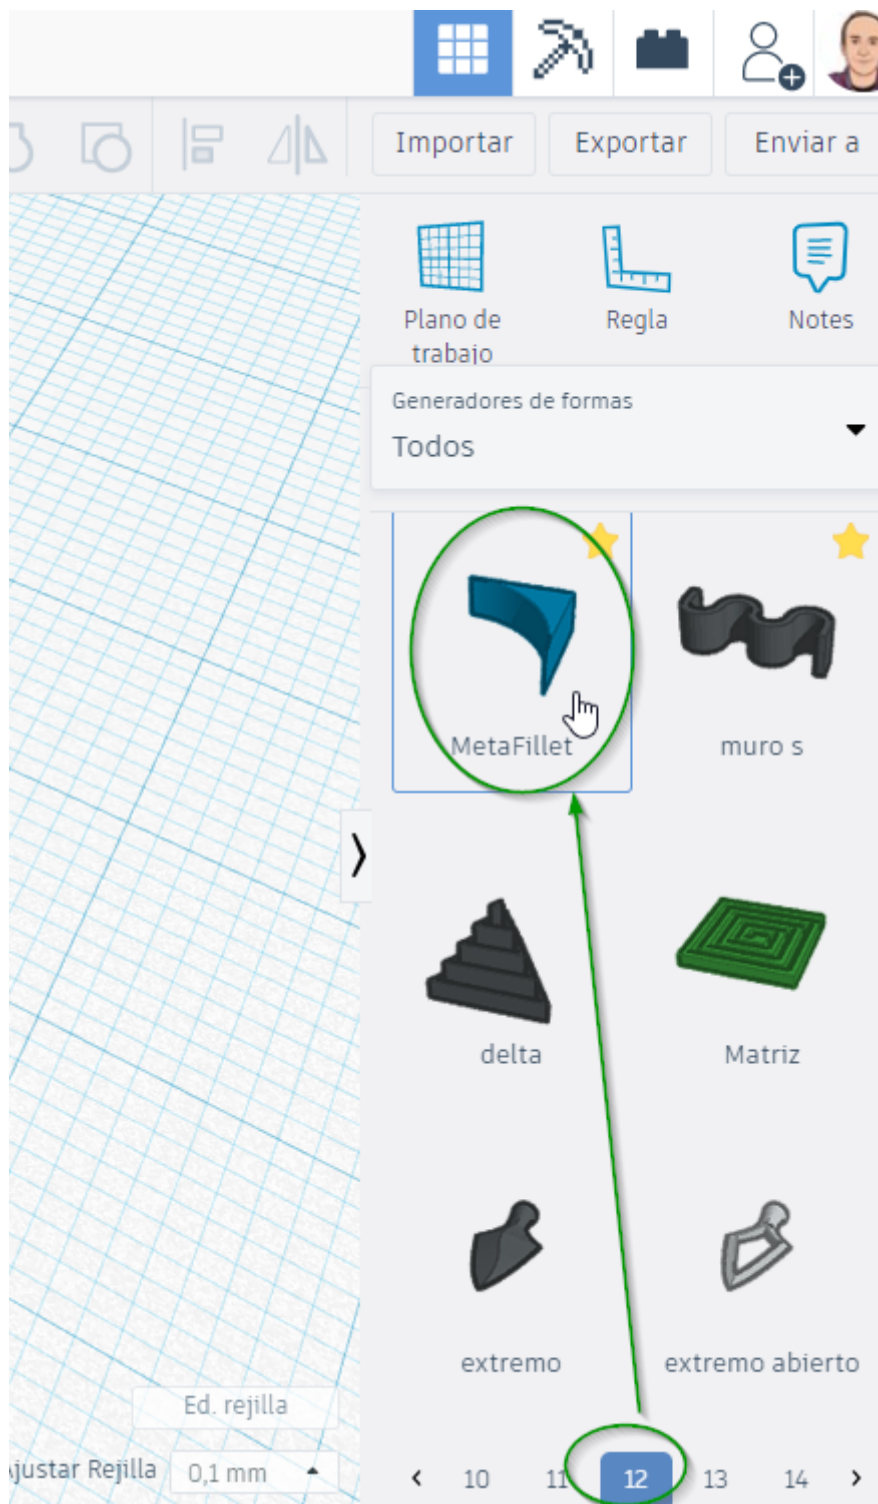 Importar Exportar Enviar a
Plano de trabajo
Regla
Notes
Generadores de formas
Todos
MetaFillet
muro s
delta
Matriz
extremo
extremo abierto
Ed. rejilla
justar Rejilla 0,1 mm
10 11 12 13 14